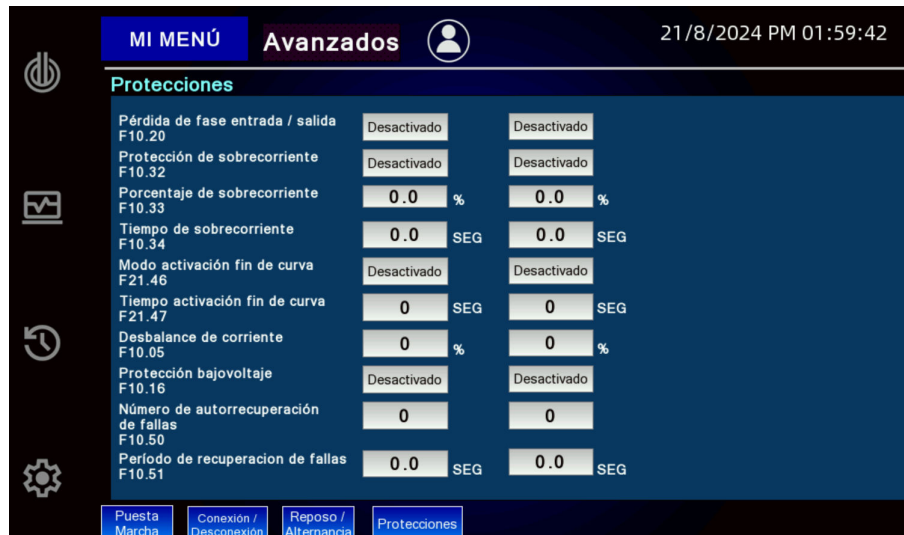 MI MENÚ
Avanzados
21/8/2024 PM 01:59:42
Protecciones
Pérdida de fase entrada / salida
F10.20
Desactivado
Desactivado
Protección de sobrecorriente
F10.32
Desactivado
Desactivado
Porcentaje de sobrecorriente
F10.33
0.0 %
0.0 %
Tiempo de sobrecorriente
F10.34
0.0 SEG
0.0 SEG
Modo activación fin de curva
F21.46
Desactivado
Desactivado
Tiempo activación fin de curva
F21.47
0 SEG
0 SEG
Desbalance de corriente
F10.05
0 %
0 %
Protección bajovoltaje
F10.16
Desactivado
Desactivado
Número de autorrecuperación
de fallas
F10.50
0
0
Período de recuperacion de fallas
F10.51
0.0 SEG
0.0 SEG
Puesta
Marcha
Conexión /
Desconexión
Reposo /
Alternancia
Protecciones